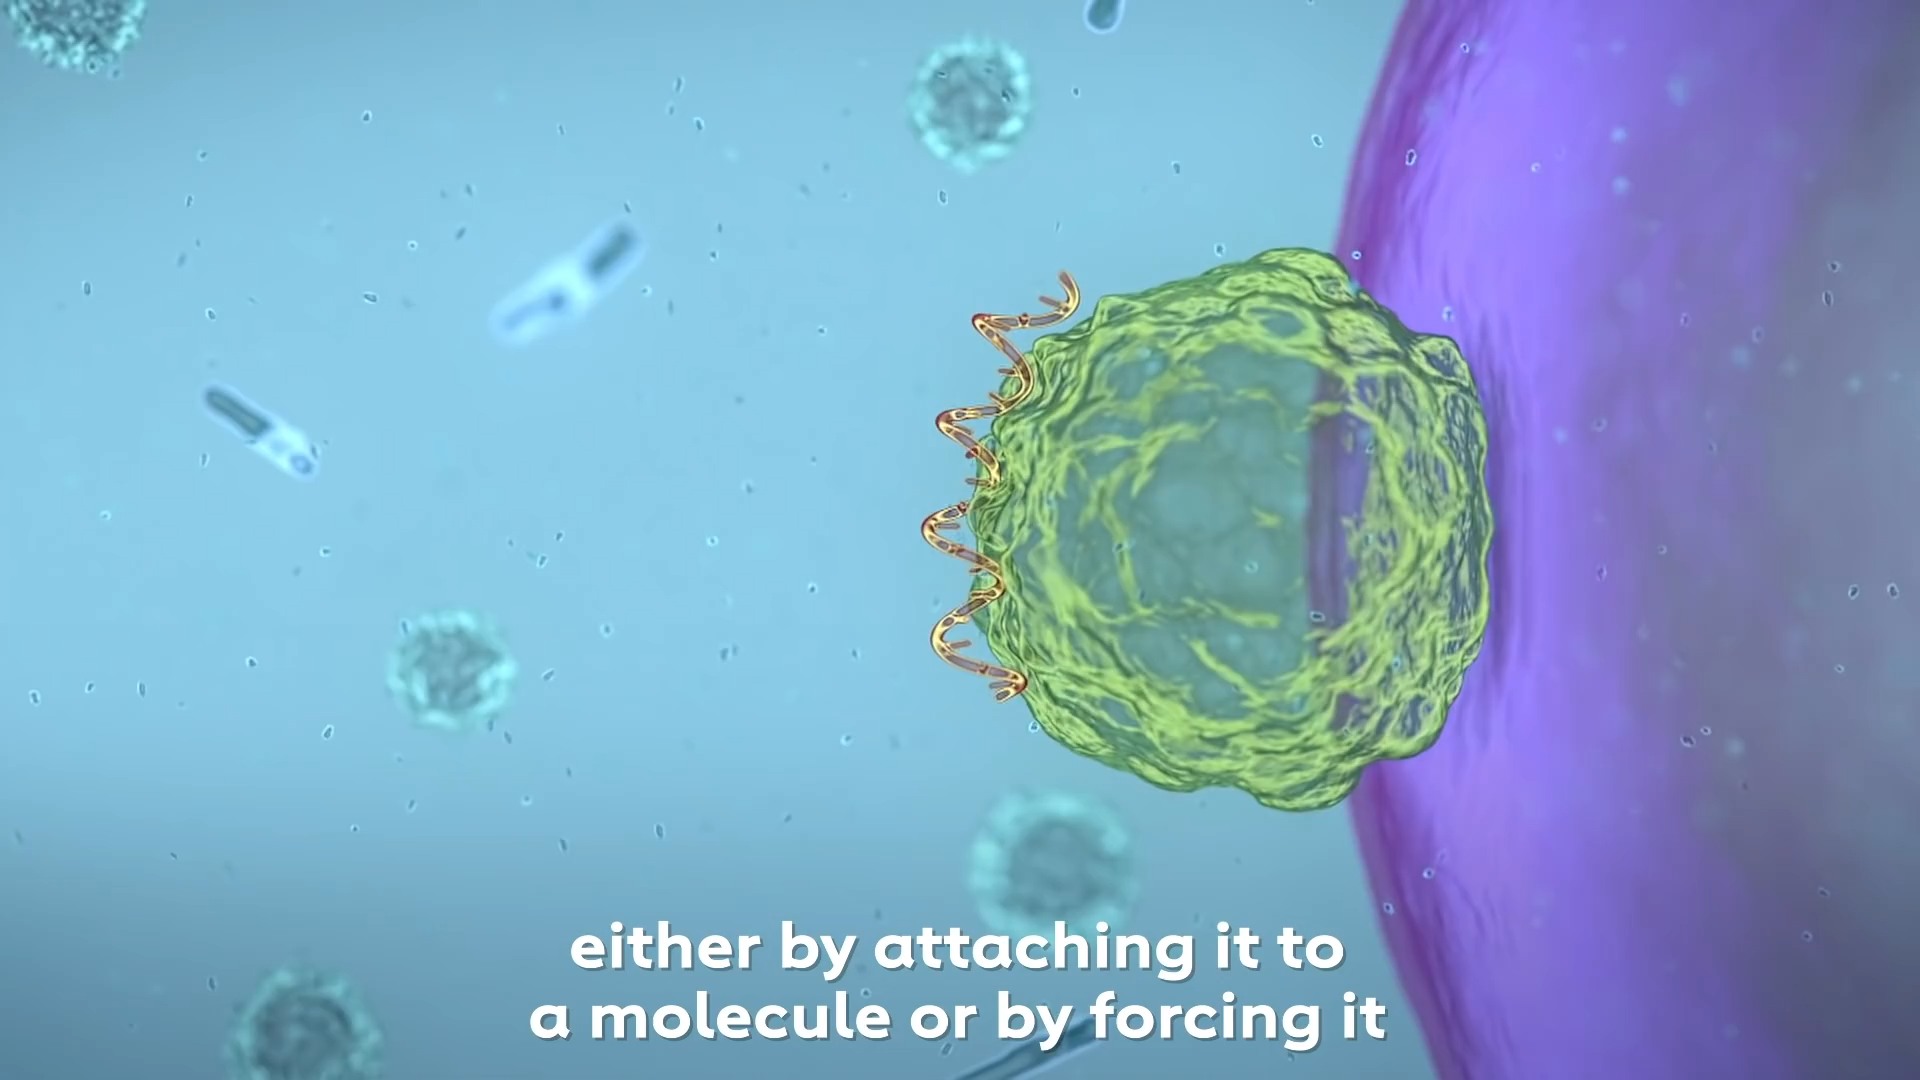 either by attaching it to
a molecule or by forcing it